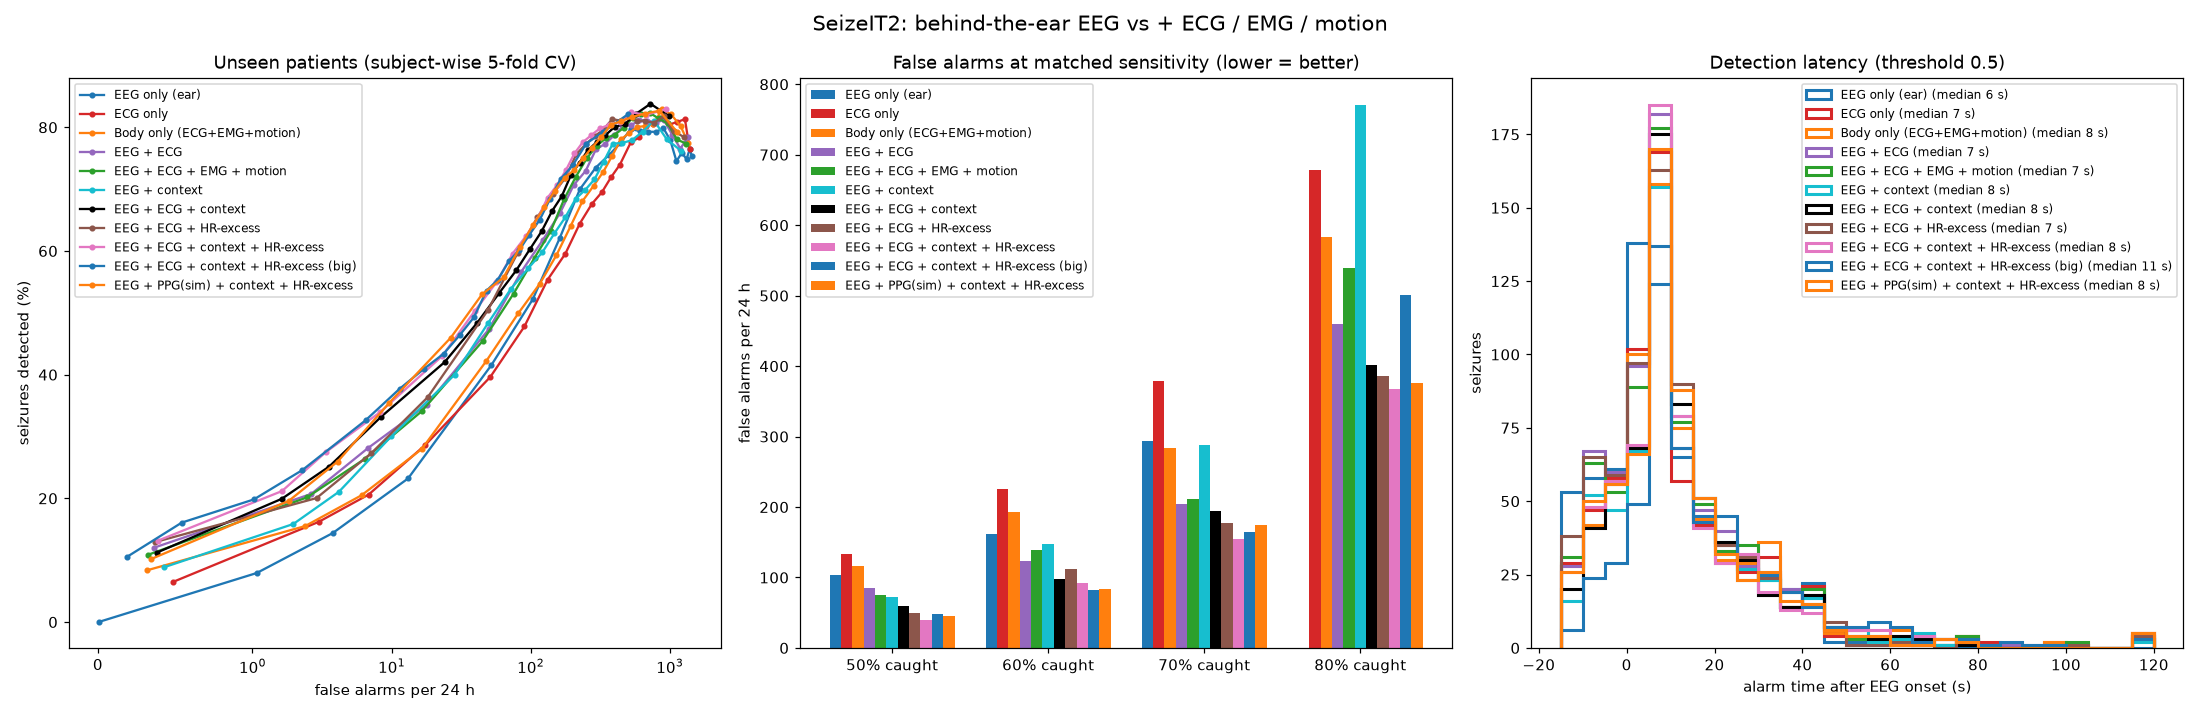 SeizeIT2: behind-the-ear EEG vs + ECG / EMG / motion
Unseen patients (subject-wise 5-fold CV)
EEG only (ear)
ECG only
Body only (ECG+EMG+motion)
EEG + ECG
EEG + ECG + EMG + motion
EEG + context
EEG + ECG + context
EEG + ECG + HR-excess
EEG + ECG + context + HR-excess
EEG + ECG + context + HR-excess (big)
EEG + PPG(sim) + context + HR-excess
seizures detected (%)
80
60
40
20
0
0
10⁰
10¹
10²
10³
false alarms per 24 h
False alarms at matched sensitivity (lower = better)
EEG only (ear)
ECG only
Body only (ECG+EMG+motion)
EEG + ECG
EEG + ECG + EMG + motion
EEG + context
EEG + ECG + context
EEG + ECG + HR-excess
EEG + ECG + context + HR-excess
EEG + ECG + context + HR-excess (big)
EEG + PPG(sim) + context + HR-excess
false alarms per 24 h
800
700
600
500
400
300
200
100
0
50% caught
60% caught
70% caught
80% caught
Detection latency (threshold 0.5)
EEG only (ear) (median 6 s)
ECG only (median 7 s)
Body only (ECG+EMG+motion) (median 8 s)
EEG + ECG (median 7 s)
EEG + ECG + EMG + motion (median 7 s)
EEG + context (median 8 s)
EEG + ECG + context (median 8 s)
EEG + ECG + HR-excess (median 7 s)
EEG + ECG + context + HR-excess (median 8 s)
EEG + ECG + context + HR-excess (big) (median 11 s)
EEG + PPG(sim) + context + HR-excess (median 8 s)
seizures
175
150
125
100
75
50
25
0
−20
0
20
40
60
80
100
120
alarm time after EEG onset (s)